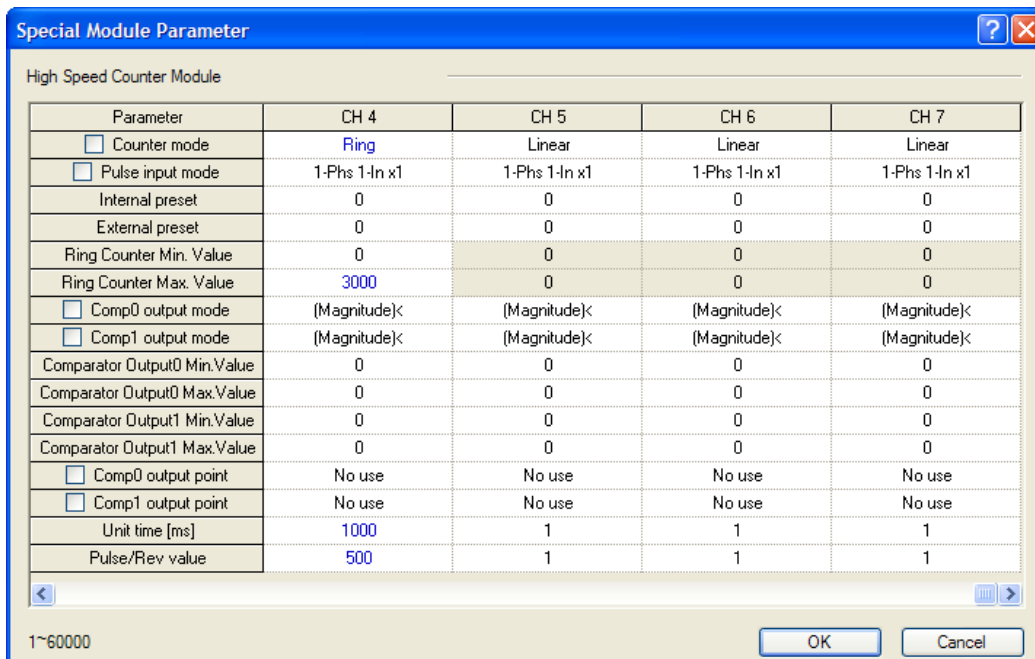 Special Module Parameter
High Speed Counter Module
Parameter CH 4 CH 5 CH 6 CH 7
Counter mode Ring Linear Linear Linear
Pulse input mode 1-Phs 1-In x1 1-Phs 1-In x1 1-Phs 1-In x1 1-Phs 1-In x1
Internal preset 0 0 0 0
External preset 0 0 0 0
Ring Counter Min. Value 0 0 0 0
Ring Counter Max. Value 3000 0 0 0
Comp0 output mode (Magnitude)< (Magnitude)< (Magnitude)< (Magnitude)<
Comp1 output mode (Magnitude)< (Magnitude)< (Magnitude)< (Magnitude)<
Comparator Output0 Min.Value 0 0 0 0
Comparator Output0 Max.Value 0 0 0 0
Comparator Output1 Min.Value 0 0 0 0
Comparator Output1 Max.Value 0 0 0 0
Comp0 output point No use No use No use No use
Comp1 output point No use No use No use No use
Unit time [ms] 1000 1 1 1
Pulse/Rev value 500 1 1 1
1~60000 OK Cancel